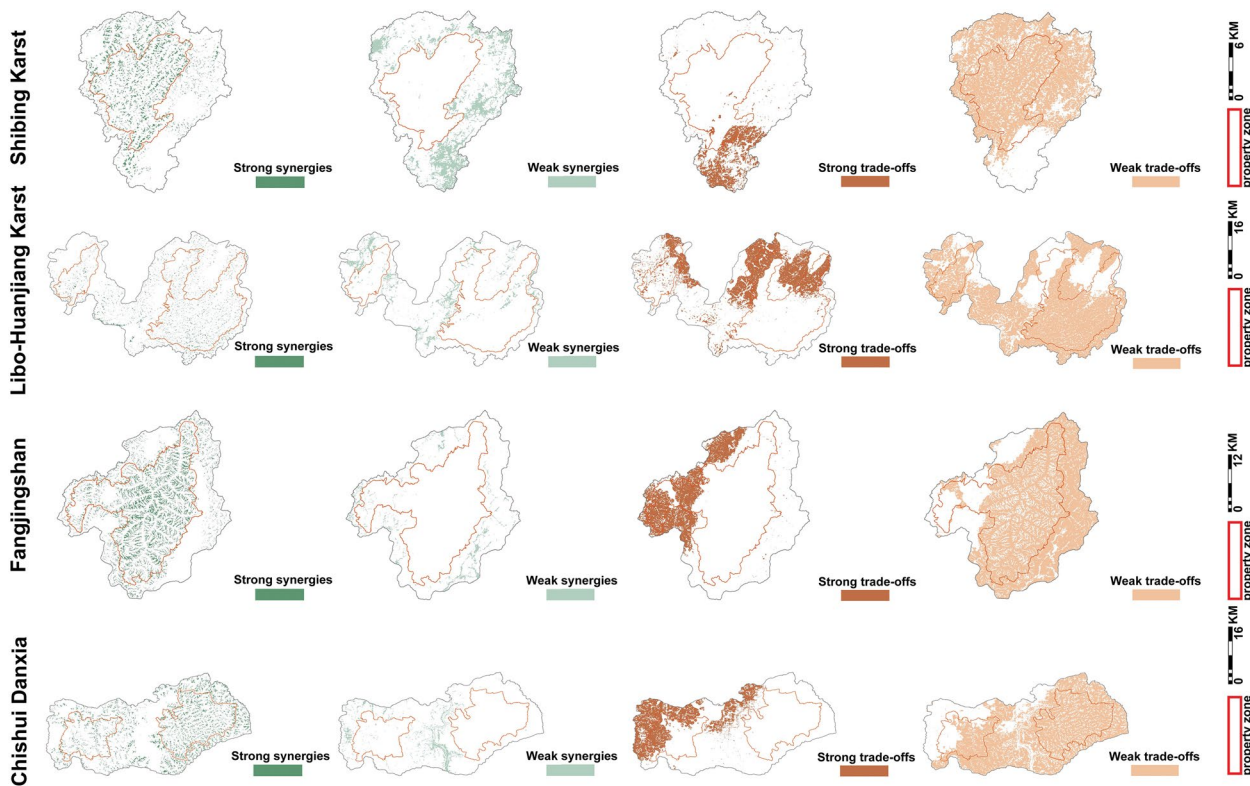 Shibing Karst
Strong synergies
Weak synergies
Strong trade-offs
Weak trade-offs
0 6 KM
property zone
Libo-Huanjiang Karst
Strong synergies
Weak synergies
Strong trade-offs
Weak trade-offs
0 16 KM
property zone
Fangjingshan
Strong synergies
Weak synergies
Strong trade-offs
Weak trade-offs
0 12 KM
property zone
Chishui Danxia
Strong synergies
Weak synergies
Strong trade-offs
Weak trade-offs
0 16 KM
property zone